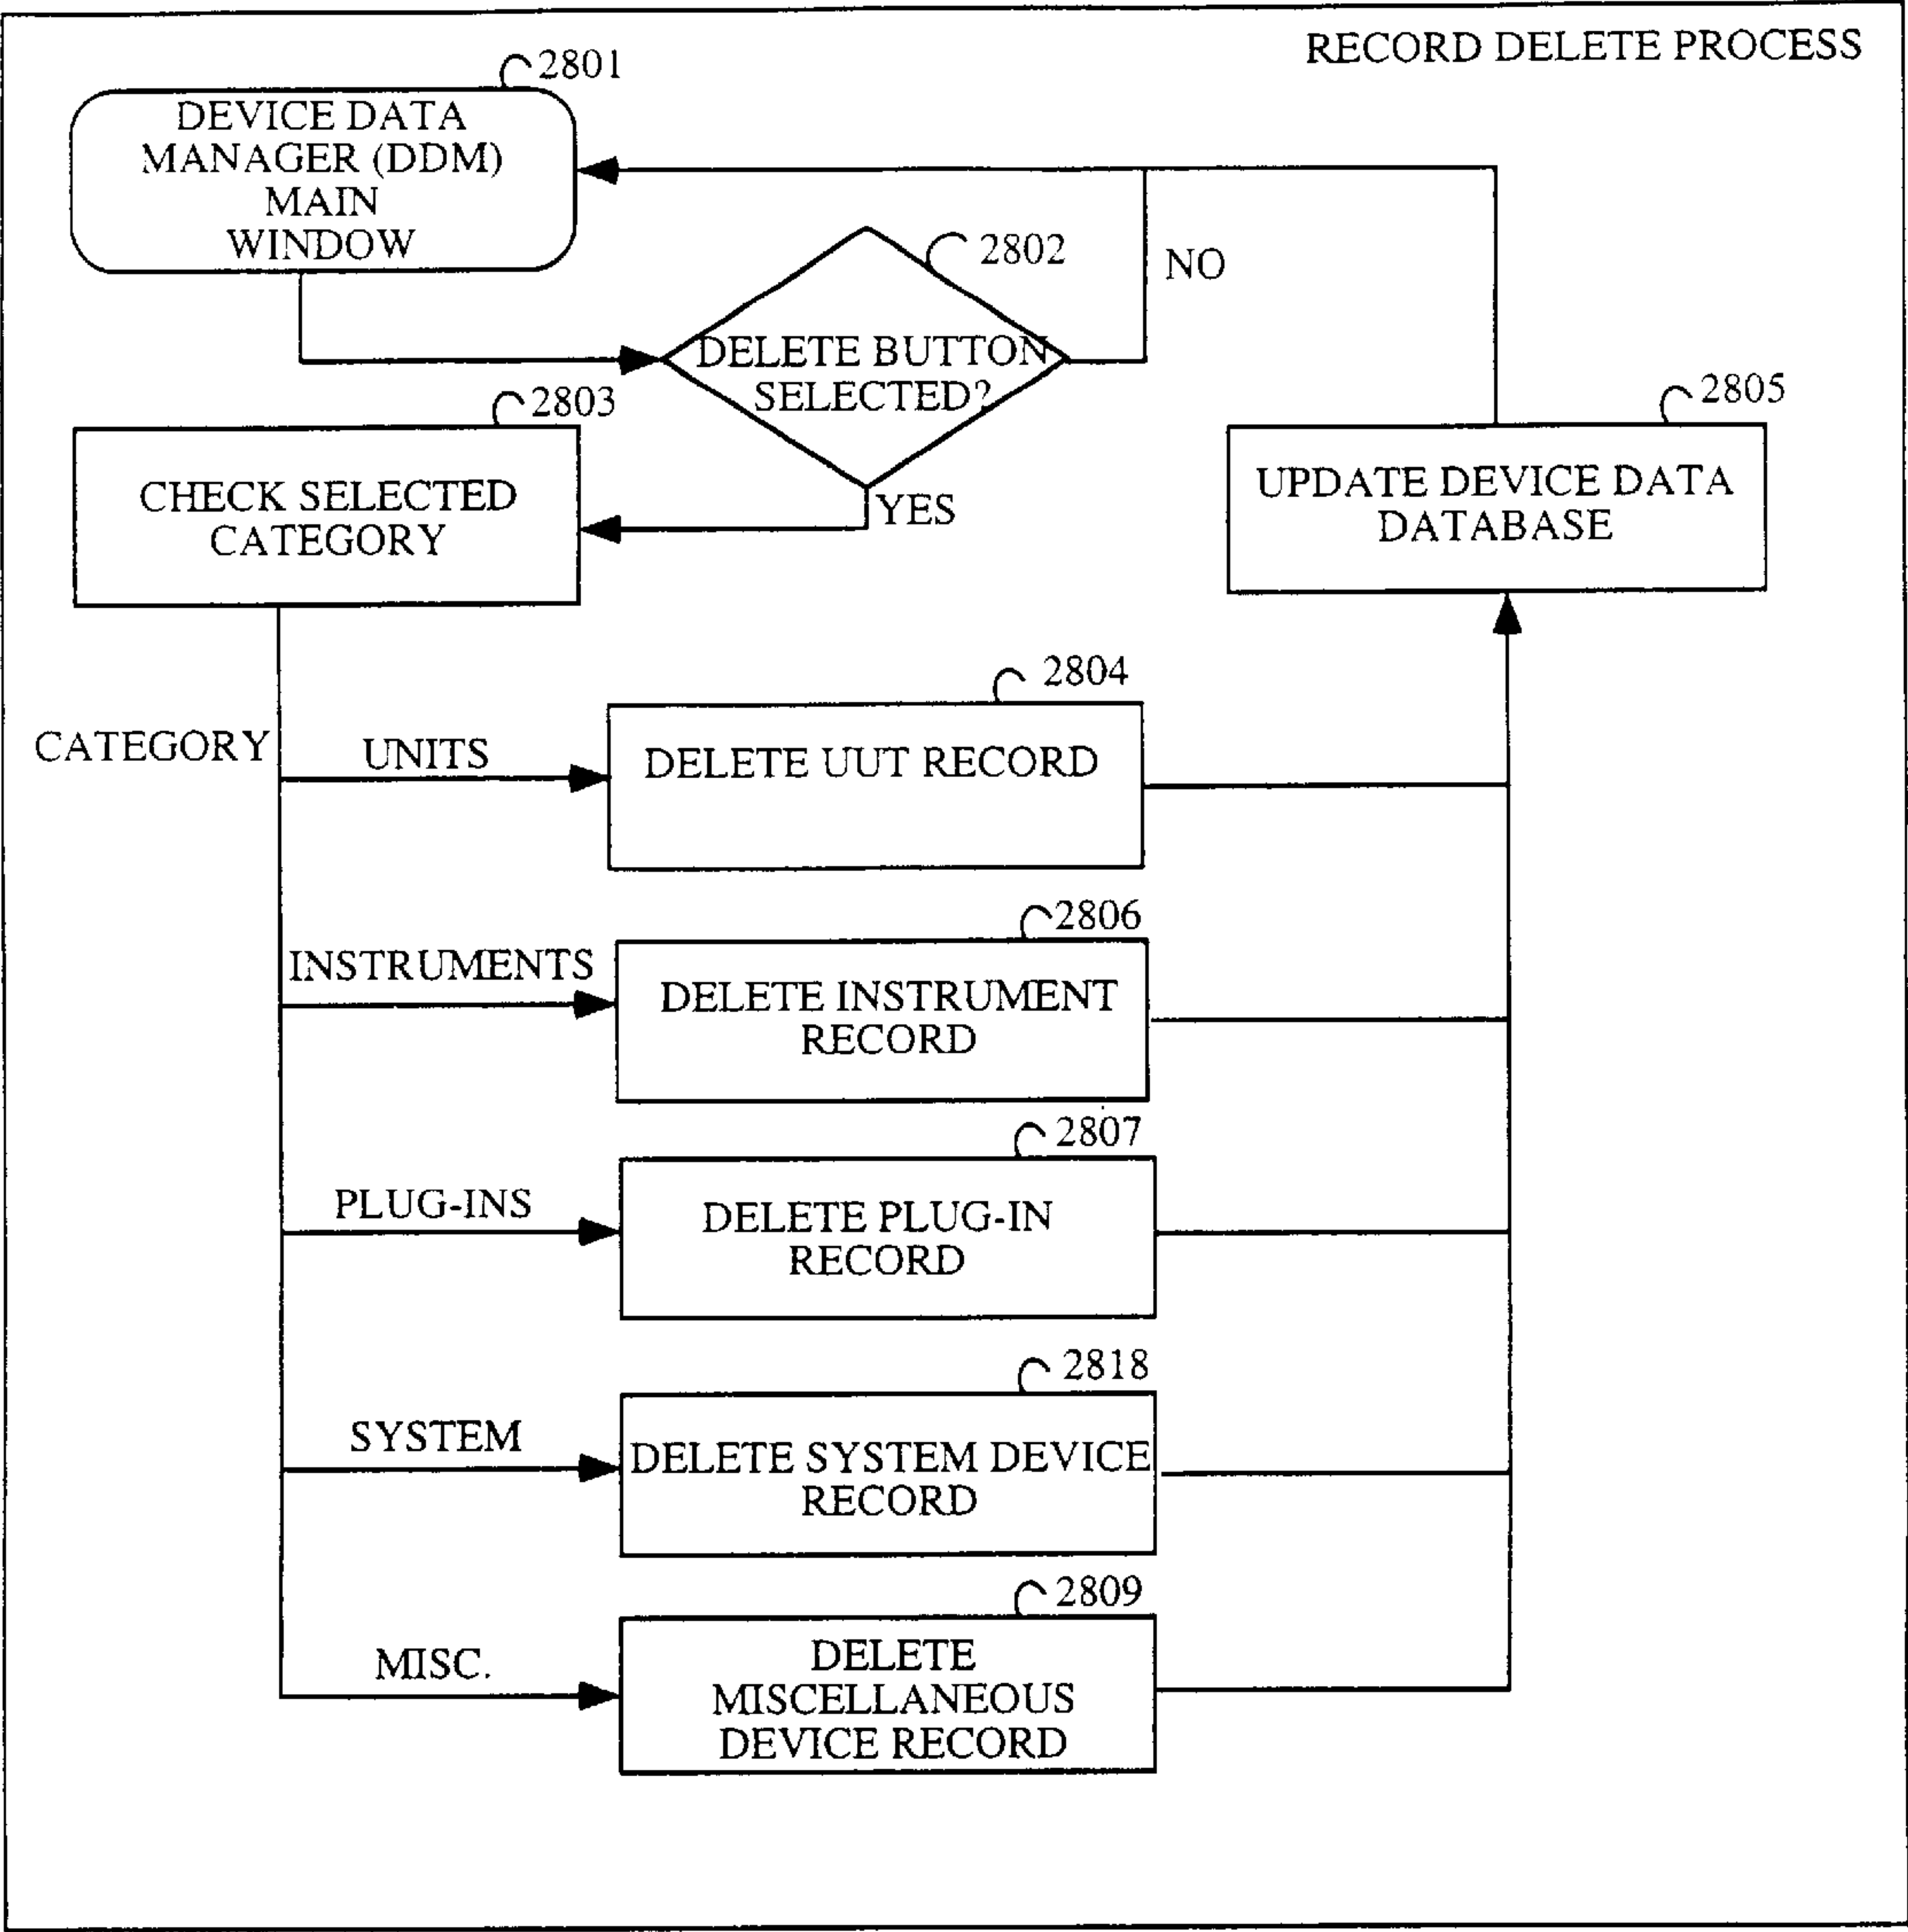 RECORD DELETE PROCESS
2801
DEVICE DATA
MANAGER (DDM)
MAIN
WINDOW
2802
NO
DELETE BUTTON
SELECTED?
YES
2803
CHECK SELECTED
CATEGORY
2805
UPDATE DEVICE DATA
DATABASE
CATEGORY
UNITS
2804
DELETE UUT RECORD
INSTRUMENTS
2806
DELETE INSTRUMENT
RECORD
PLUG-INS
2807
DELETE PLUG-IN
RECORD
SYSTEM
2818
DELETE SYSTEM DEVICE
RECORD
MISC.
2809
DELETE
MISCELLANEOUS
DEVICE RECORD